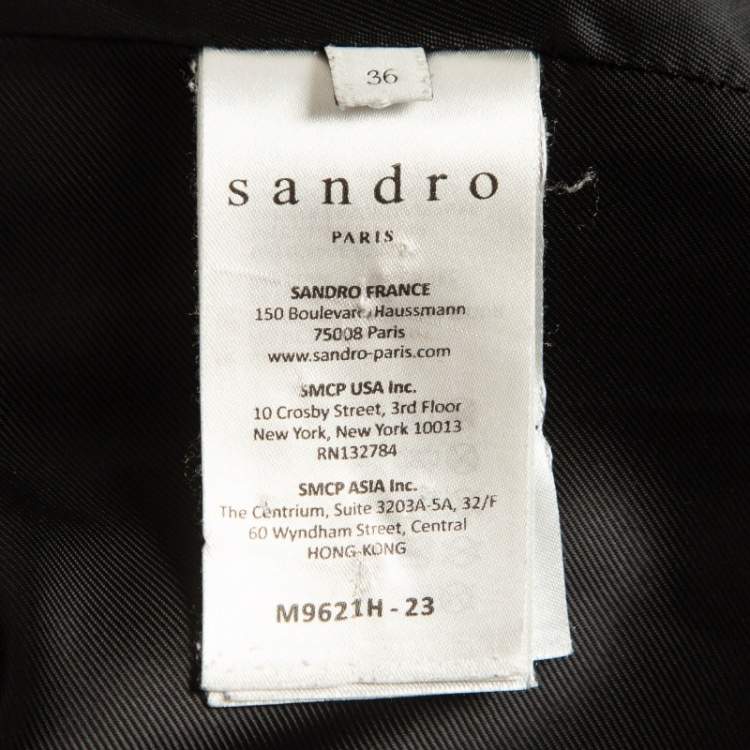 36
sandro
PARIS
SANDRO FRANCE
150 Boulevard Haussmann
75008 Paris
www.sandro-paris.com
SMCP USA Inc.
10 Crosby Street, 3rd Floor
New York, New York 10013
RN132784
SMCP ASIA Inc.
The Centrium, Suite 3203A-5A, 32/F
60 Wyndham Street, Central
HONG-KONG
M9621H - 23